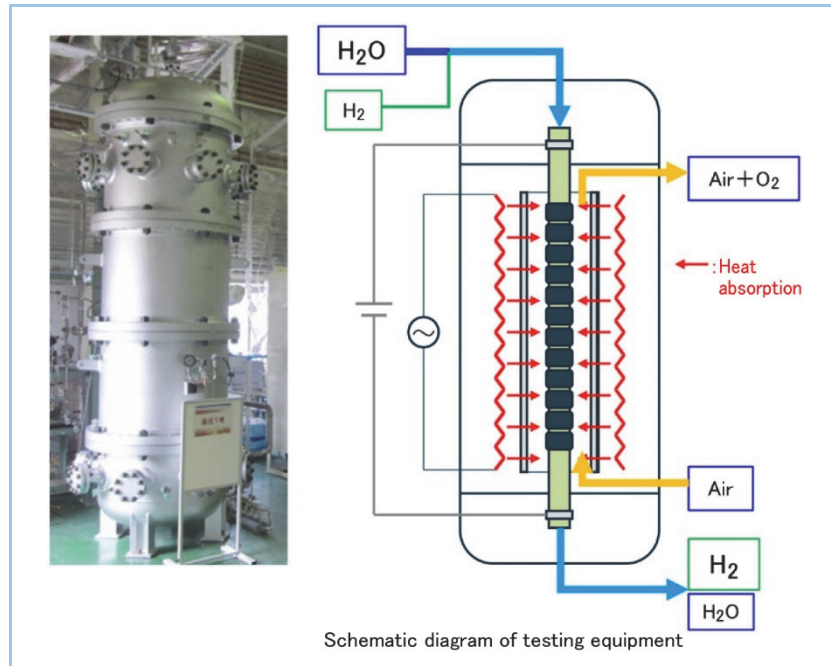 H₂O
H₂
Air+O₂
:Heat
absorption
Air
H₂
H₂O
Schematic diagram of testing equipment